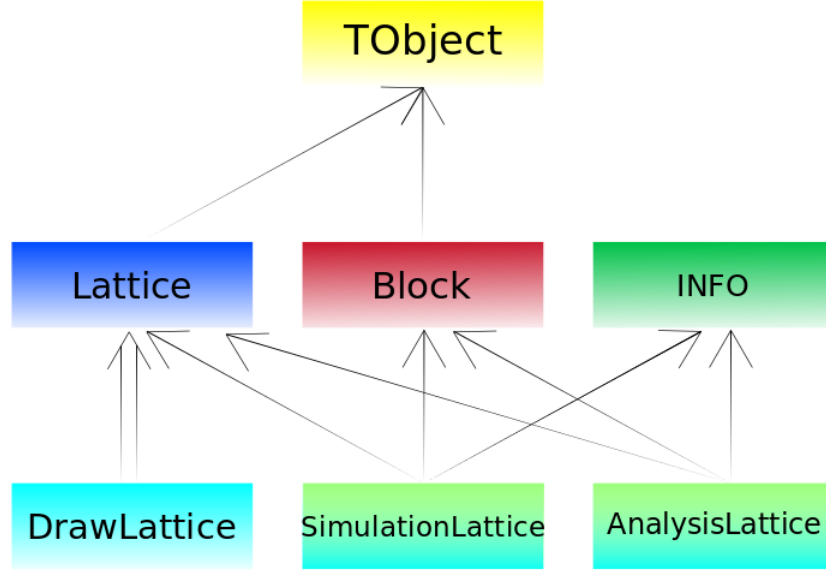 TObject
Lattice
Block
INFO
DrawLattice
SimulationLattice
AnalysisLattice